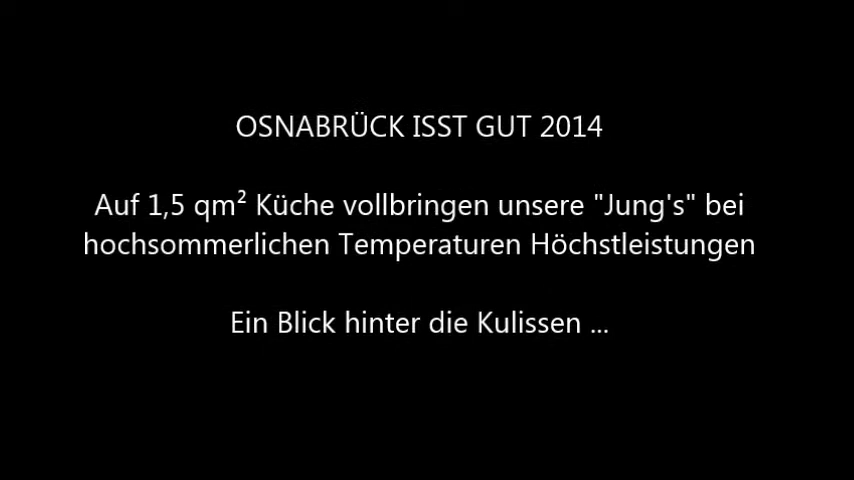 OSNABRÜCK ISST GUT 2014
Auf 1,5 qm² Küche vollbringen unsere "Jung's" bei
hochsommerlichen Temperaturen Höchstleistungen
Ein Blick hinter die Kulissen ...